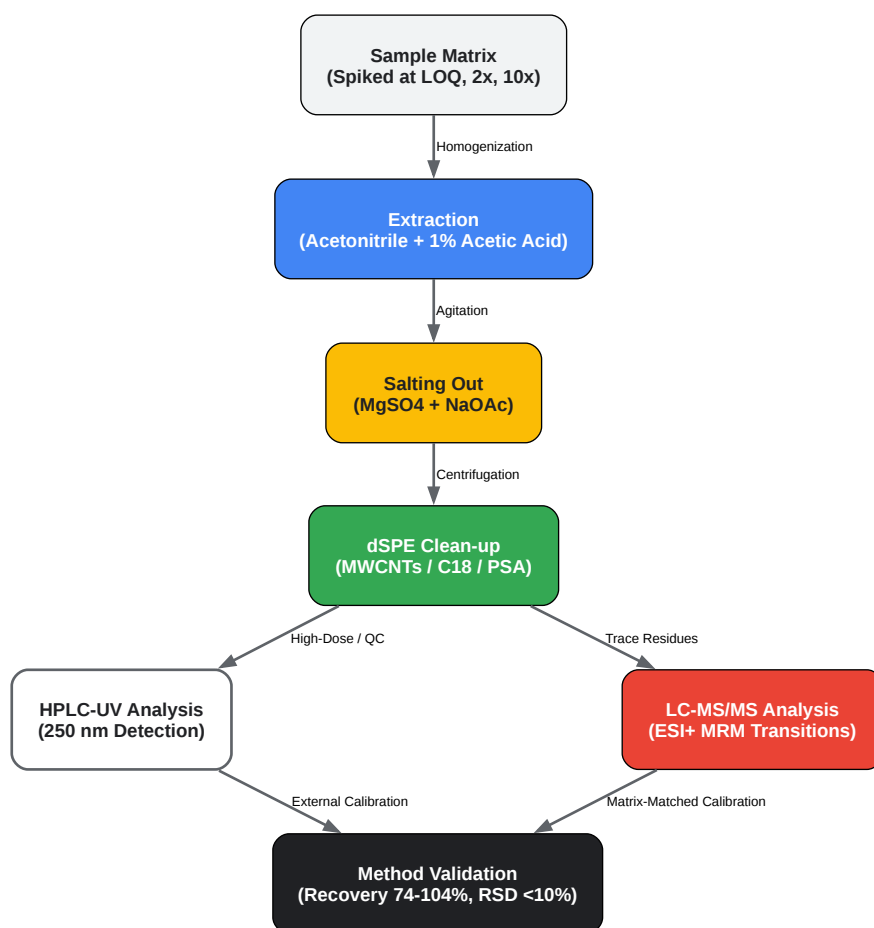 Sample Matrix
(Spiked at LOQ, 2x, 10x)
Homogenization
Extraction
(Acetonitrile + 1% Acetic Acid)
Agitation
Salting Out
(MgSO4 + NaOAc)
Centrifugation
dSPE Clean-up
(MWCNTs / C18 / PSA)
High-Dose / QC
Trace Residues
HPLC-UV Analysis
(250 nm Detection)
LC-MS/MS Analysis
(ESI+ MRM Transitions)
External Calibration
Matrix-Matched Calibration
Method Validation
(Recovery 74-104%, RSD <10%)